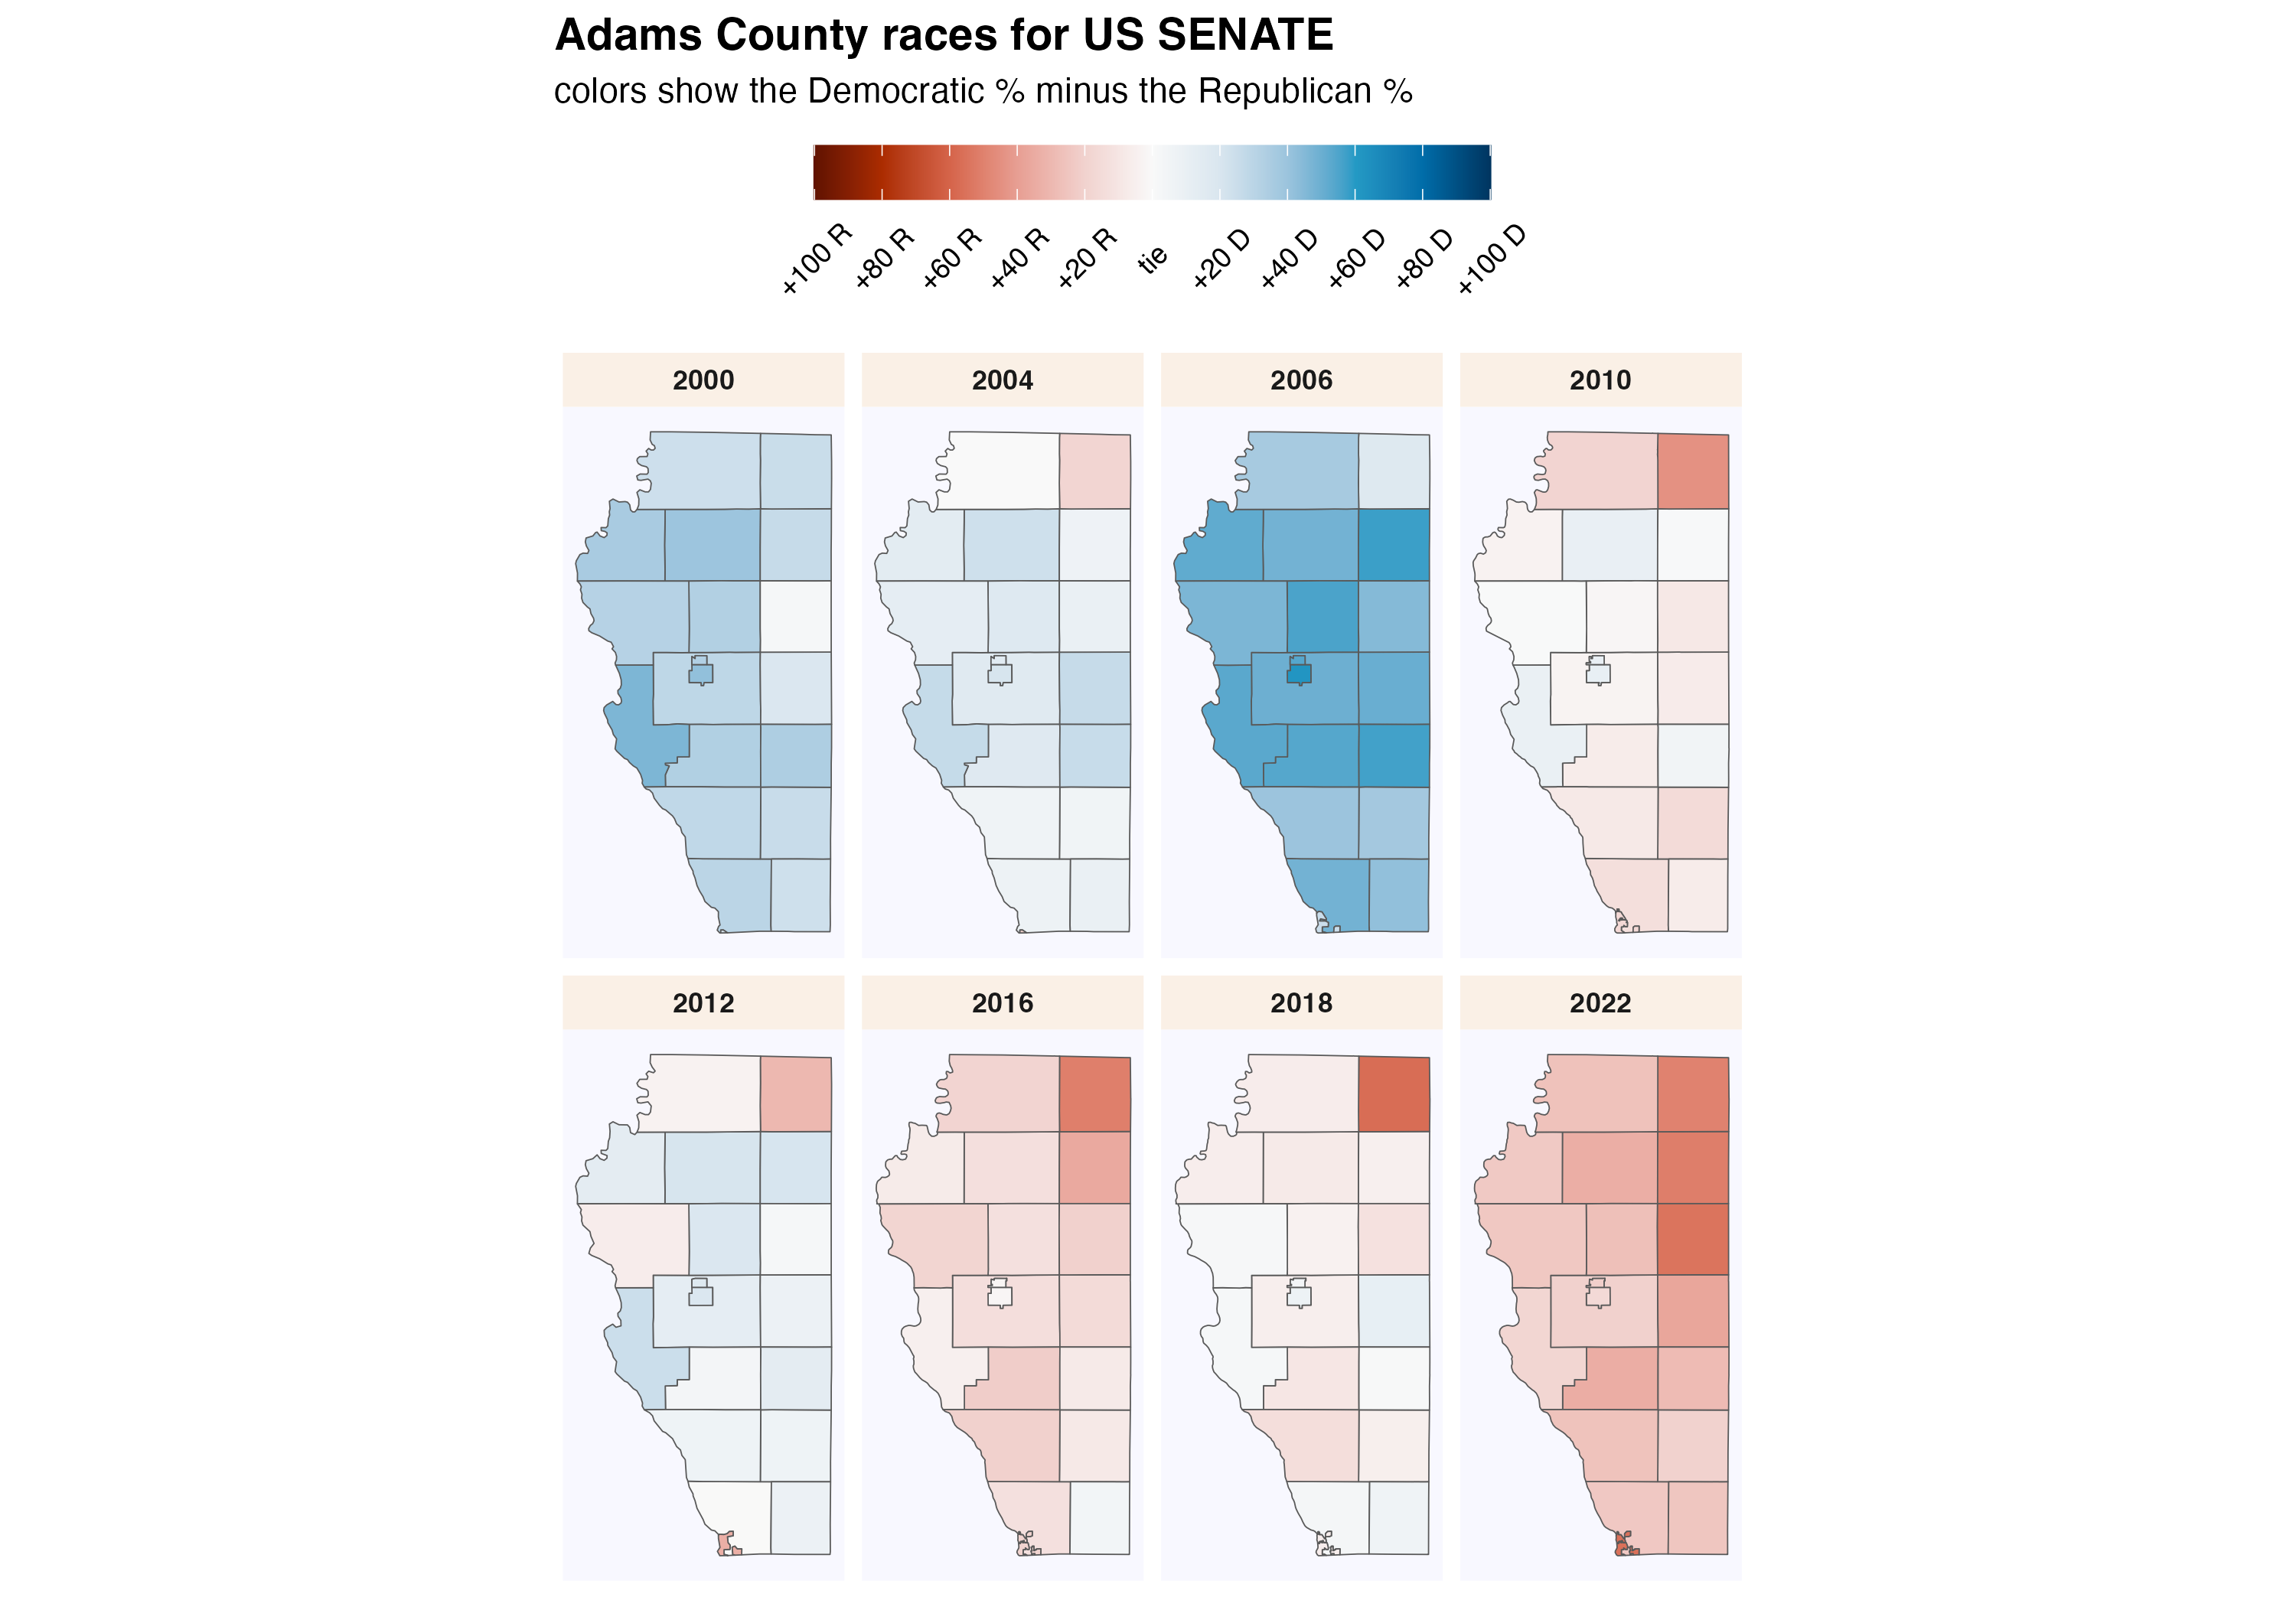 Adams County races for US SENATE
colors show the Democratic % minus the Republican %
+100 R
+80 R
+60 R
+40 R
+20 R
tie
+20 D
+40 D
+60 D
+80 D
+100 D
2000
2004
2006
2010
2012
2016
2018
2022